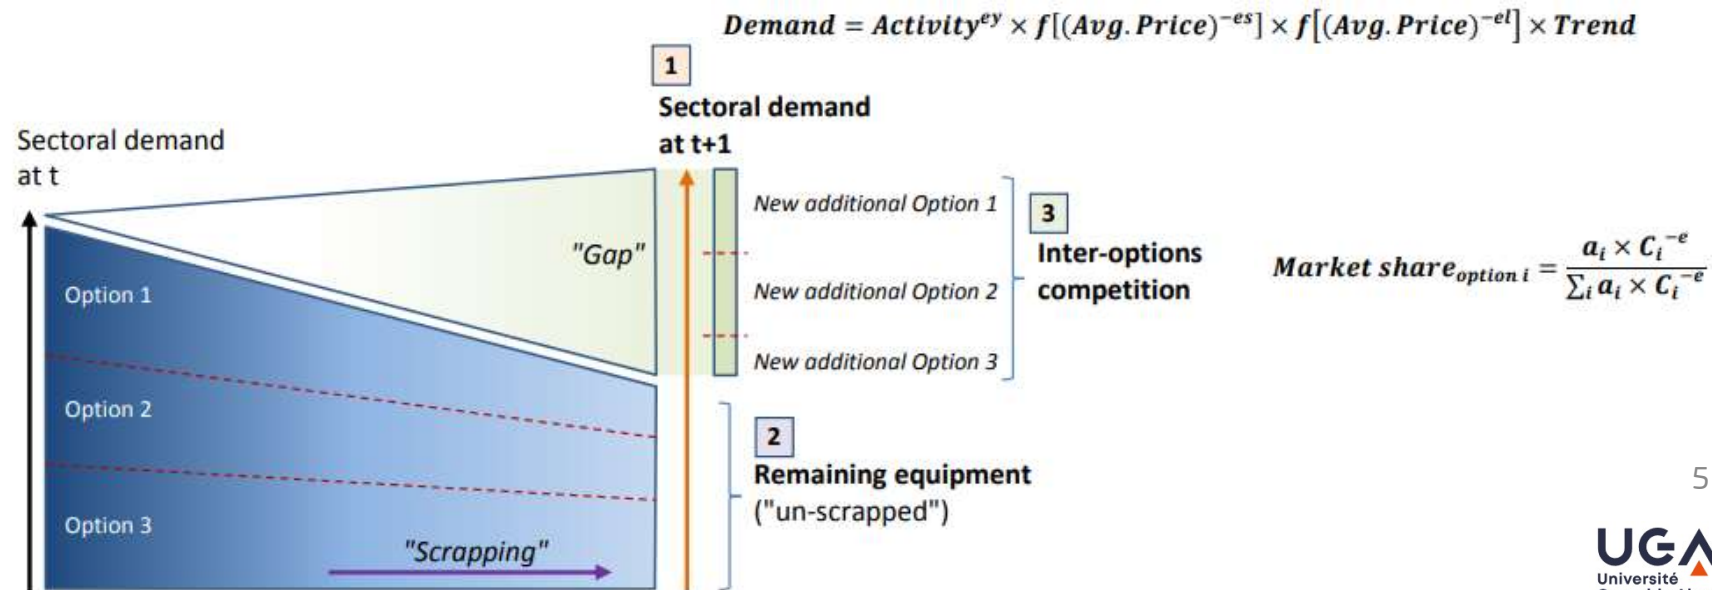 Demand = Activity^ey × f[(Avg. Price)^−es] × f[(Avg. Price)^−el] × Trend
1
Sectoral demand
at t+1
Sectoral demand
at t
New additional Option 1
"Gap"
3
Inter-options
competition
Market share_option i = (a_i × C_i^−e) / (∑_i a_i × C_i^−e)
New additional Option 2
New additional Option 3
Option 1
Option 2
Option 3
2
Remaining equipment
("un-scrapped")
"Scrapping"
5
UGA
Université